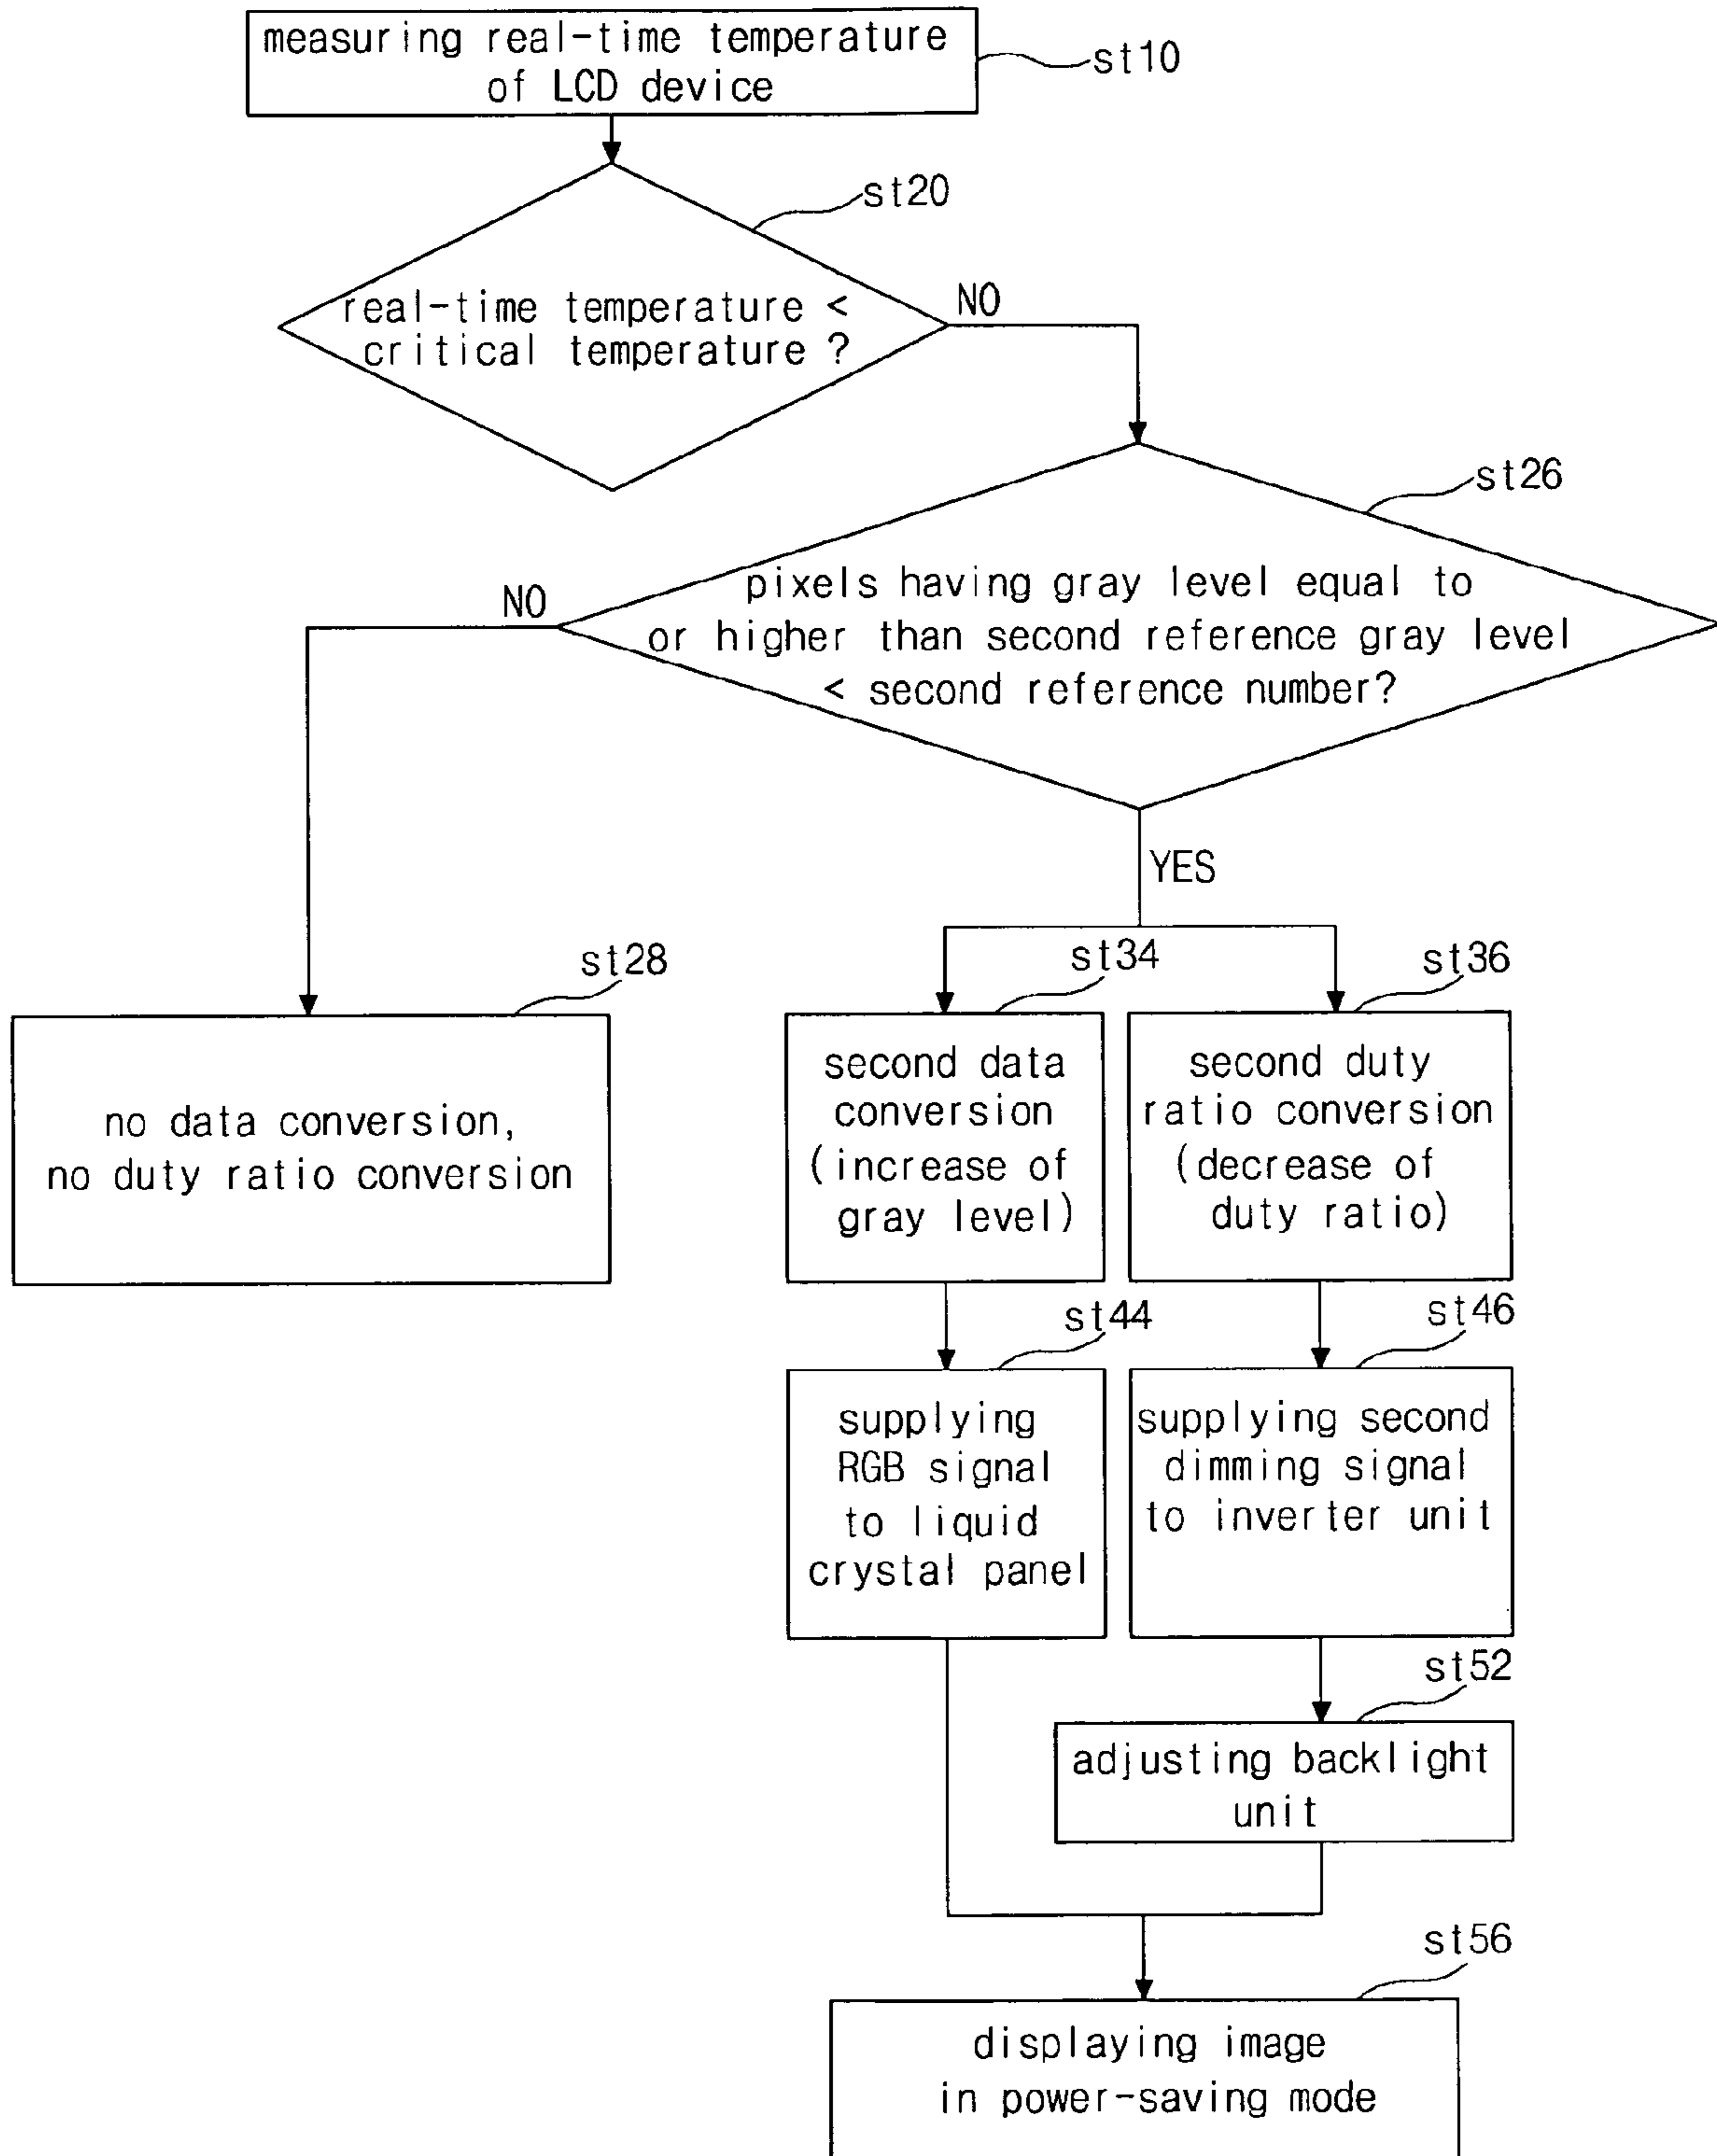 measuring real-time temperature
of LCD device
st10
st20
real-time temperature <
critical temperature ?
NO
st26
pixels having gray level equal to
or higher than second reference gray level
< second reference number?
NO
YES
st28
no data conversion,
no duty ratio conversion
st34
second data
conversion
(increase of
gray level)
st36
second duty
ratio conversion
(decrease of
duty ratio)
st44
supplying
RGB signal
to liquid
crystal panel
st46
supplying second
dimming signal
to inverter unit
st52
adjusting backlight
unit
st56
displaying image
in power-saving mode